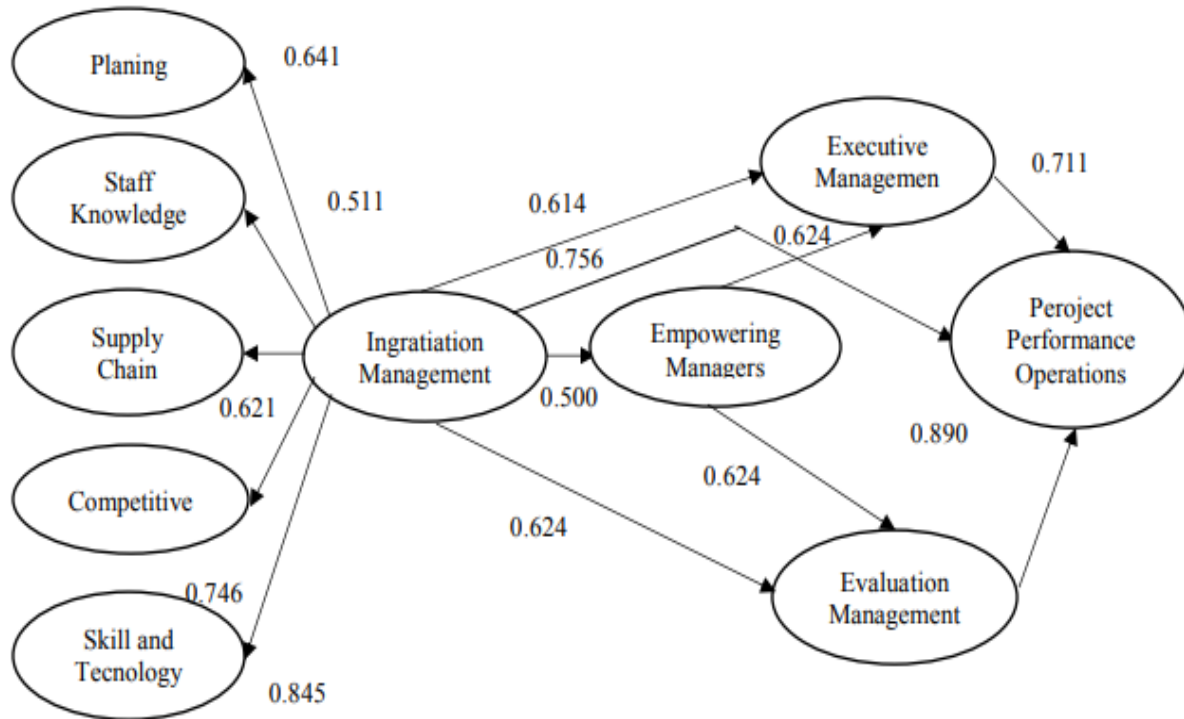 Planing
0.641
Staff
Knowledge
0.511
Supply
Chain
0.621
Competitive
0.746
Skill and
Tecnology
0.845
Ingratiation
Management
0.614
0.756
0.500
0.624
Executive
Managemen
0.624
Empowering
Managers
0.624
0.711
Peroject
Performance
Operations
0.890
Evaluation
Management